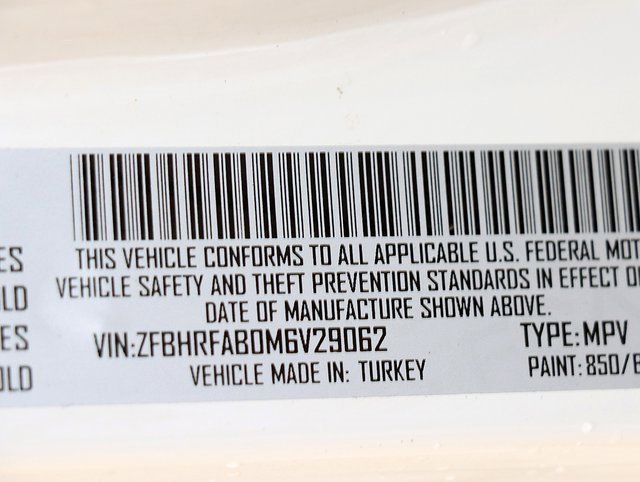 THIS VEHICLE CONFORMS TO ALL APPLICABLE U.S. FEDERAL MOT
ES
VEHICLE SAFETY AND THEFT PREVENTION STANDARDS IN EFFECT O
LD
DATE OF MANUFACTURE SHOWN ABOVE.
ES
VIN:ZFBHRFAB0M6V29062
TYPE:MPV
OLD
VEHICLE MADE IN: TURKEY
PAINT: 850/